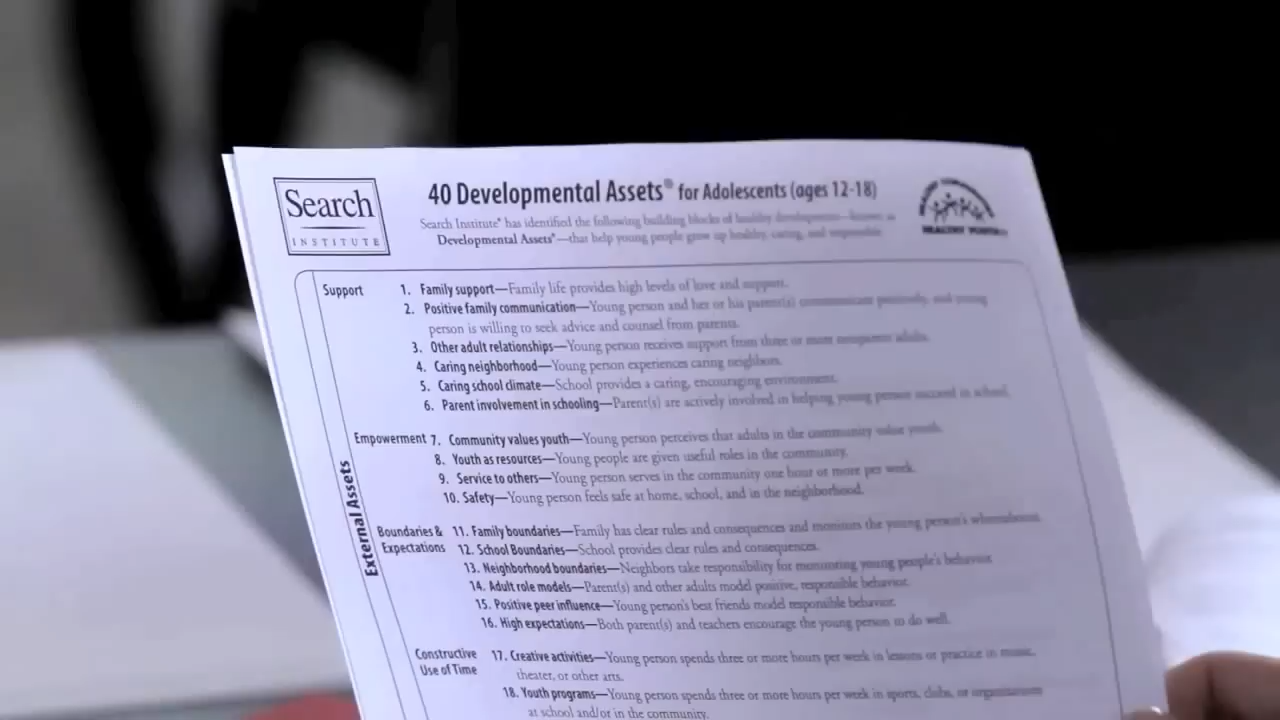 Search
INSTITUTE
40 Developmental Assets® for Adolescents (ages 12-18)
Search Institute® has identified the following building blocks of healthy development—known as
Developmental Assets®—that help young people grow up healthy, caring, and responsible.
HEALTHY YOUTH
External Assets
Support
1. Family support—Family life provides high levels of love and support.
2. Positive family communication—Young person and her or his parent(s) communicate positively, and young
person is willing to seek advice and counsel from parents.
3. Other adult relationships—Young person receives support from three or more nonparent adults.
4. Caring neighborhood—Young person experiences caring neighbors.
5. Caring school climate—School provides a caring, encouraging environment.
6. Parent involvement in schooling—Parent(s) are actively involved in helping young person succeed in school.
Empowerment 7. Community values youth—Young person perceives that adults in the community value youth.
8. Youth as resources—Young people are given useful roles in the community.
9. Service to others—Young person serves in the community one hour or more per week.
10. Safety—Young person feels safe at home, school, and in the neighborhood.
Boundaries & 11. Family boundaries—Family has clear rules and consequences and monitors the young person's whereabouts.
Expectations 12. School Boundaries—School provides clear rules and consequences.
13. Neighborhood boundaries—Neighbors take responsibility for monitoring young people's behavior.
14. Adult role models—Parent(s) and other adults model positive, responsible behavior.
15. Positive peer influence—Young person's best friends model responsible behavior.
16. High expectations—Both parent(s) and teachers encourage the young person to do well.
Constructive 17. Creative activities—Young person spends three or more hours per week in lessons or practice in music,
Use of Time theater, or other arts.
18. Youth programs—Young person spends three or more hours per week in sports, clubs, or organizations
at school and/or in the community.